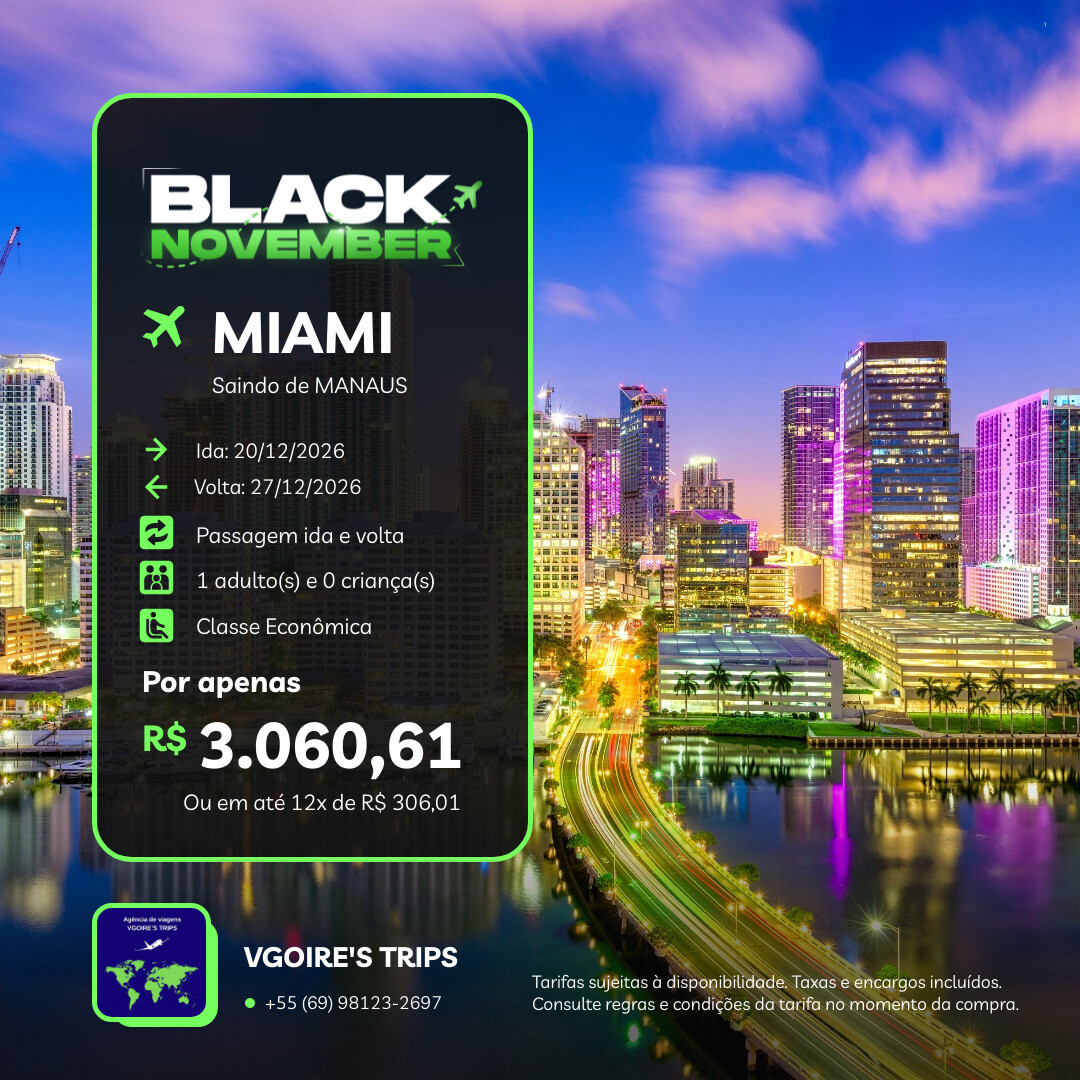 BLACK
NOVEMBER
MIAMI
Saindo de MANAUS
Ida: 20/12/2026
Volta: 27/12/2026
Passagem ida e volta
1 adulto(s) e 0 criança(s)
Classe Econômica
Por apenas
R$ 3.060,61
Ou em até 12x de R$ 306,01
Agência de viagens
VGOIRE'S TRIPS
VGOIRE'S TRIPS
+55 (69) 98123-2697
Tarifas sujeitas à disponibilidade. Taxas e encargos incluídos.
Consulte regras e condições da tarifa no momento da compra.